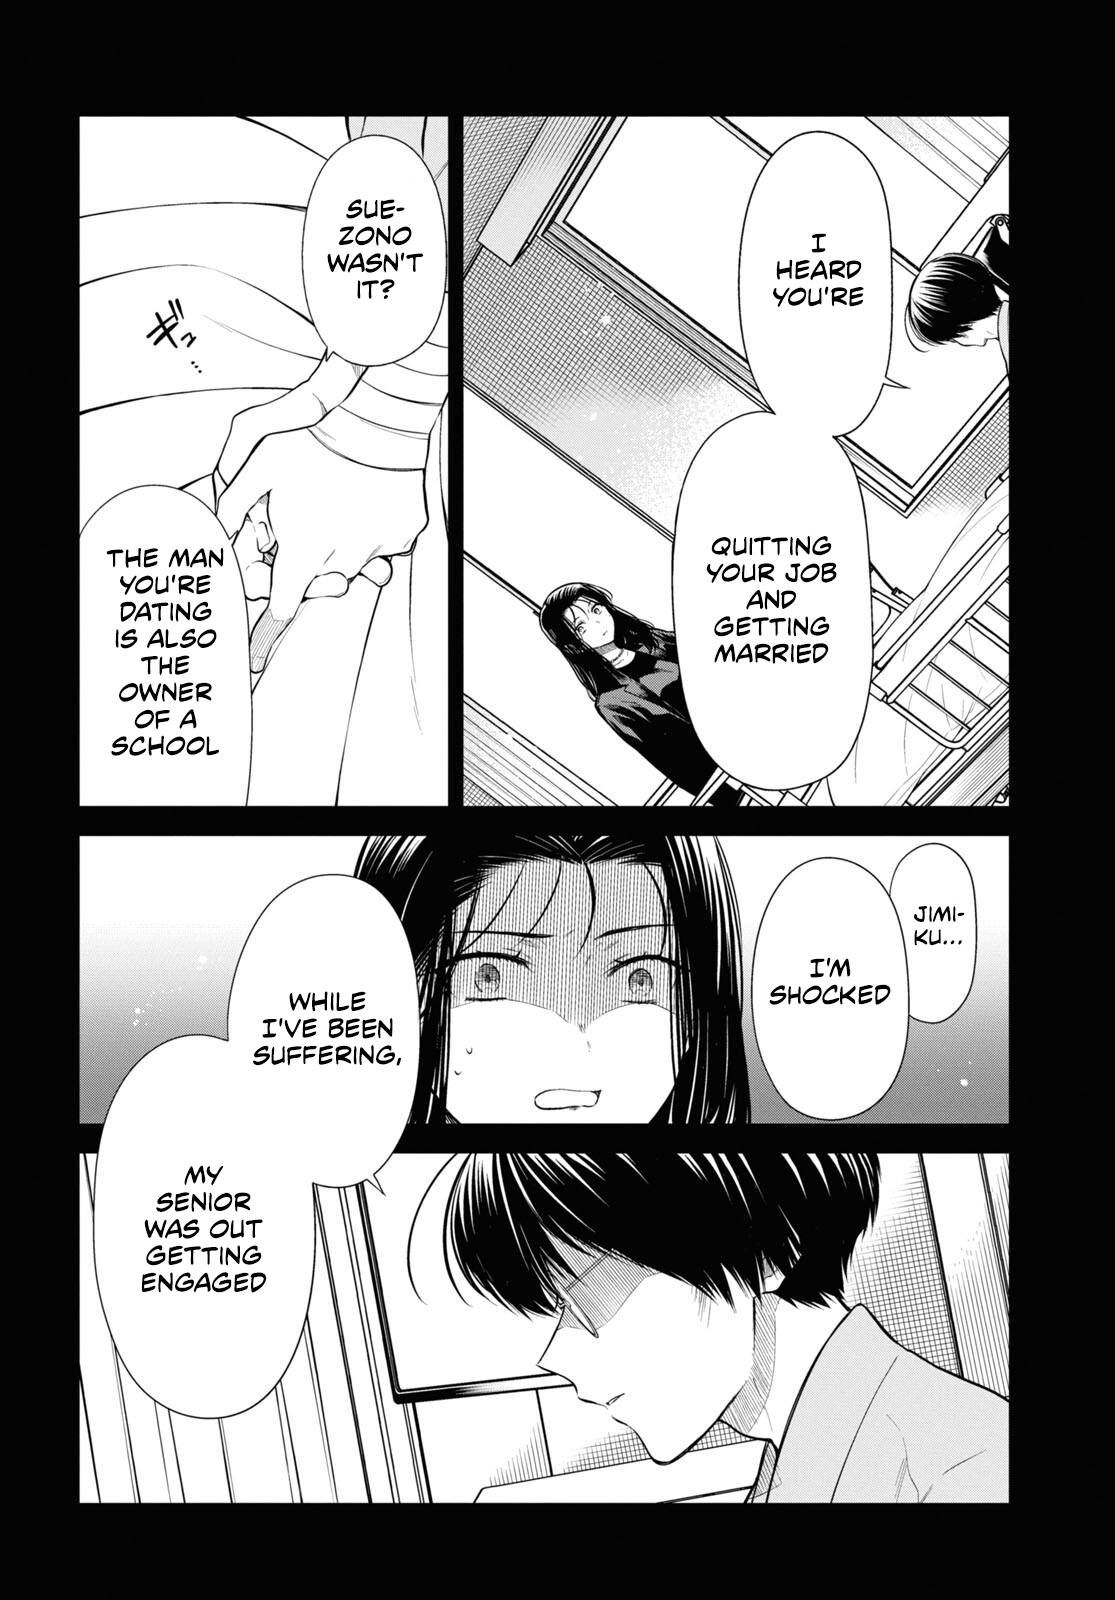 I
HEARD
YOU'RE
QUITTING
YOUR JOB
AND
GETTING
MARRIED
SUE-
ZONO
WASN'T
IT?
ギュ…
THE MAN
YOU'RE
DATING
IS ALSO
THE
OWNER
OF A
SCHOOL
JIMI-
KU...
I'M
SHOCKED
WHILE
I'VE BEEN
SUFFERING,
MY
SENIOR
WAS OUT
GETTING
ENGAGED